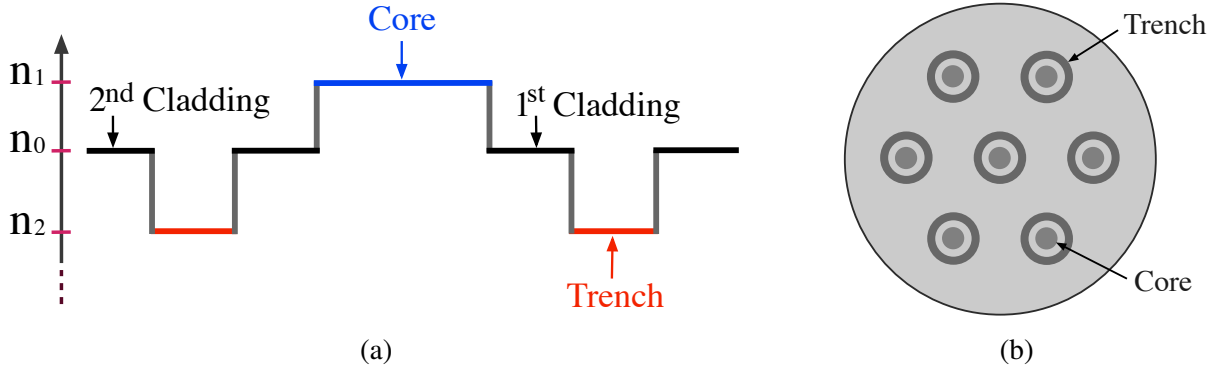 Core
n1
2nd Cladding
1st Cladding
n0
n2
Trench
(a)
Trench
Core
(b)